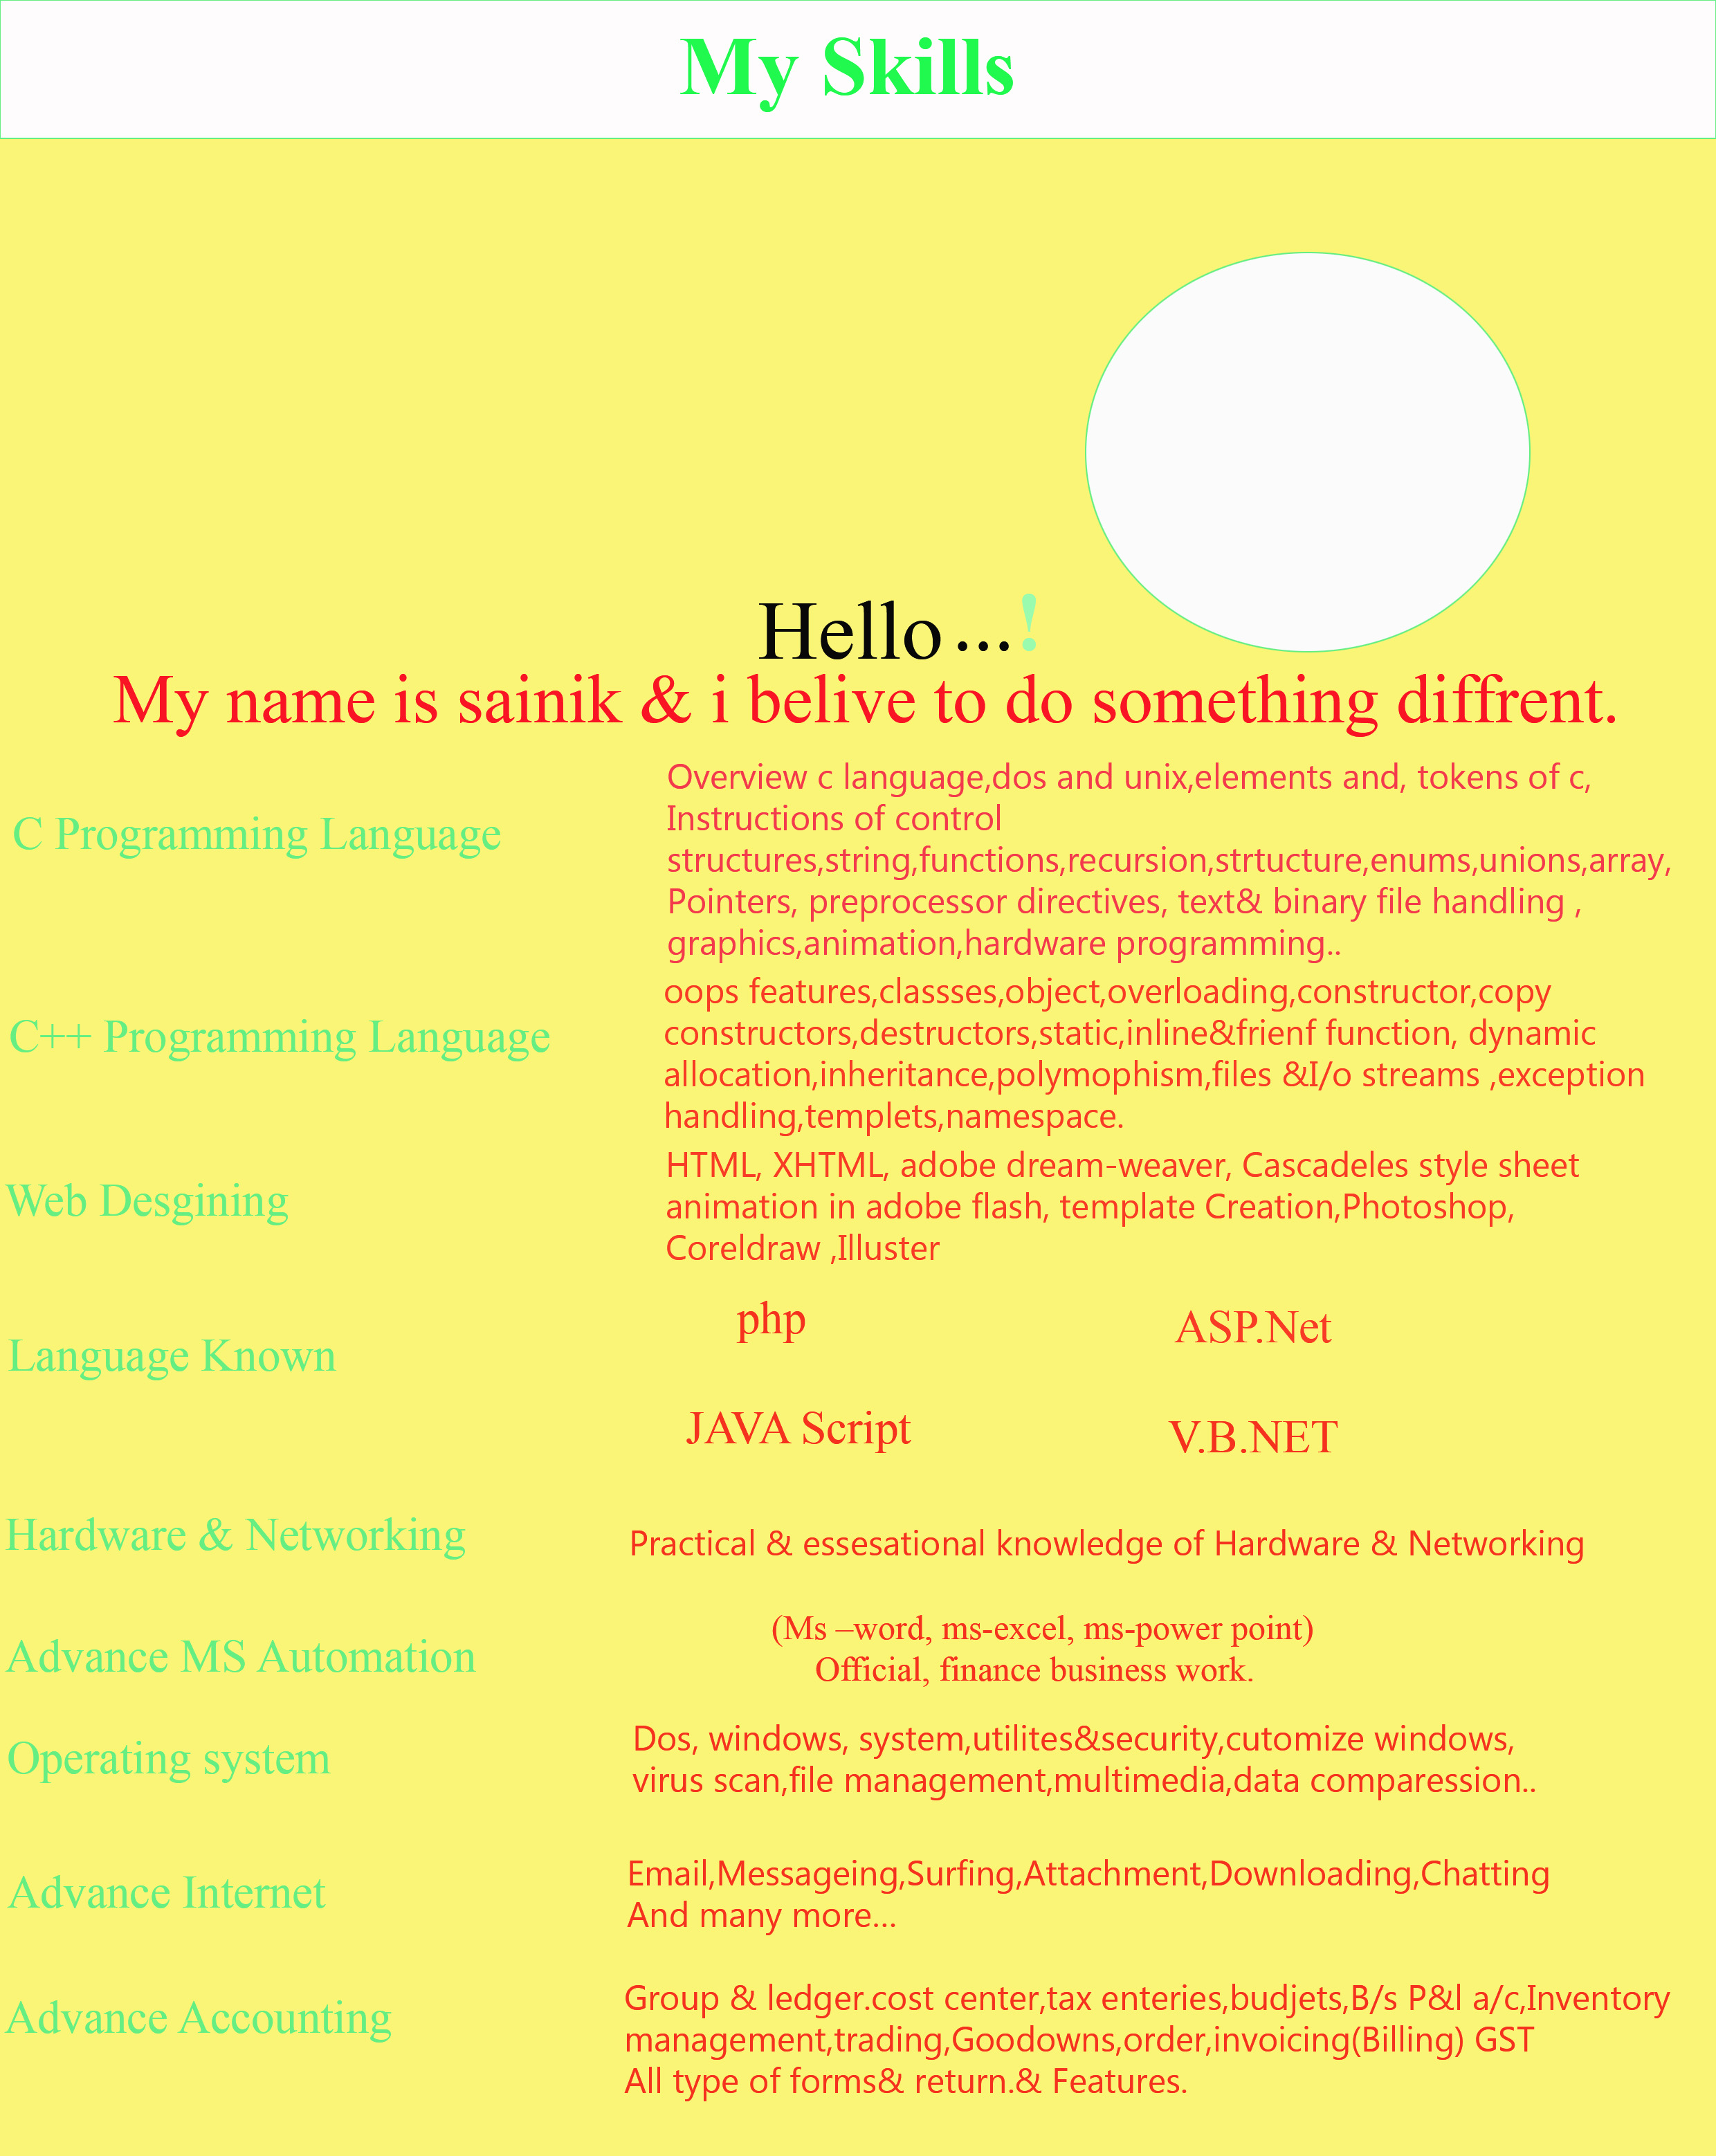 My Skills
Hello ...!
My name is sainik & i belive to do something diffrent.
C Programming Language
Overview c language,dos and unix,elements and, tokens of c,
Instructions of control
structures,string,functions,recursion,strtucture,enums,unions,array,
Pointers, preprocessor directives, text& binary file handling ,
graphics,animation,hardware programming..
C++ Programming Language
oops features,classses,object,overloading,constructor,copy
constructors,destructors,static,inline&frienf function, dynamic
allocation,inheritance,polymophism,files &I/o streams ,exception
handling,templets,namespace.
Web Desgining
HTML, XHTML, adobe dream-weaver, Cascadeles style sheet
animation in adobe flash, template Creation,Photoshop,
Coreldraw ,Illuster
Language Known
php ASP.Net
JAVA Script V.B.NET
Hardware & Networking
Practical & essesational knowledge of Hardware & Networking
Advance MS Automation
(Ms –word, ms-excel, ms-power point)
Official, finance business work.
Operating system
Dos, windows, system,utilites&security,cutomize windows,
virus scan,file management,multimedia,data comparession..
Advance Internet
Email,Messageing,Surfing,Attachment,Downloading,Chatting
And many more...
Advance Accounting
Group & ledger.cost center,tax enteries,budjets,B/s P&l a/c,Inventory
management,trading,Goodowns,order,invoicing(Billing) GST
All type of forms& return.& Features.